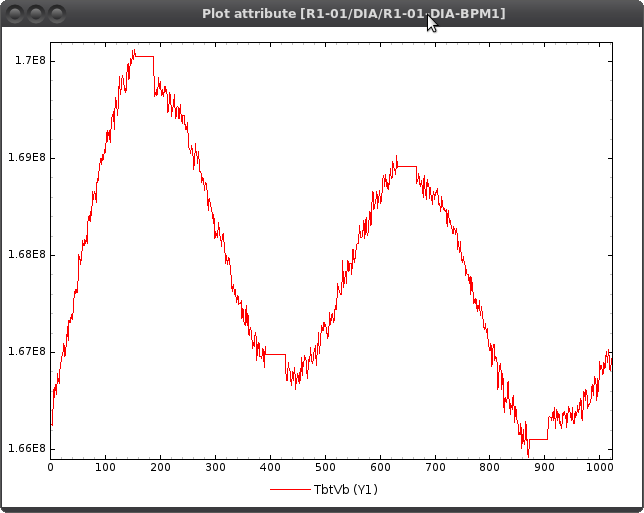 Plot attribute [R1-01/DIA/R1-01-DIA-BPM1]
1.7E8
1.69E8
1.68E8
1.67E8
1.66E8
0 100 200 300 400 500 600 700 800 900 1000
TbtVb (Y1)